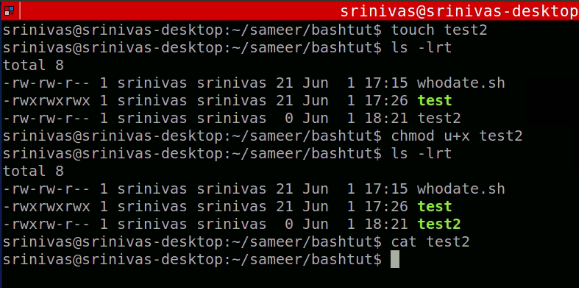 srinivas@srinivas-desktop
srinivas@srinivas-desktop:~/sameer/bashtut$ touch test2
srinivas@srinivas-desktop:~/sameer/bashtut$ ls -lrt
total 8
-rw-rw-r-- 1 srinivas srinivas 21 Jun  1 17:15 whodate.sh
-rwxrwxrwx 1 srinivas srinivas 21 Jun  1 17:26 test
-rw-rw-r-- 1 srinivas srinivas  0 Jun  1 18:21 test2
srinivas@srinivas-desktop:~/sameer/bashtut$ chmod u+x test2
srinivas@srinivas-desktop:~/sameer/bashtut$ ls -lrt
total 8
-rw-rw-r-- 1 srinivas srinivas 21 Jun  1 17:15 whodate.sh
-rwxrwxrwx 1 srinivas srinivas 21 Jun  1 17:26 test
-rwxrw-r-- 1 srinivas srinivas  0 Jun  1 18:21 test2
srinivas@srinivas-desktop:~/sameer/bashtut$ cat test2
srinivas@srinivas-desktop:~/sameer/bashtut$